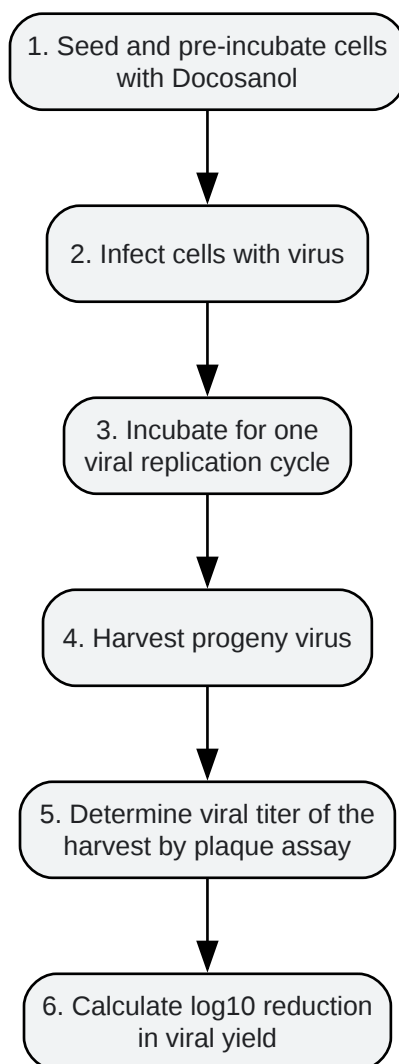 1. Seed and pre-incubate cells
with Docosanol
2. Infect cells with virus
3. Incubate for one
viral replication cycle
4. Harvest progeny virus
5. Determine viral titer of the
harvest by plaque assay
6. Calculate log10 reduction
in viral yield